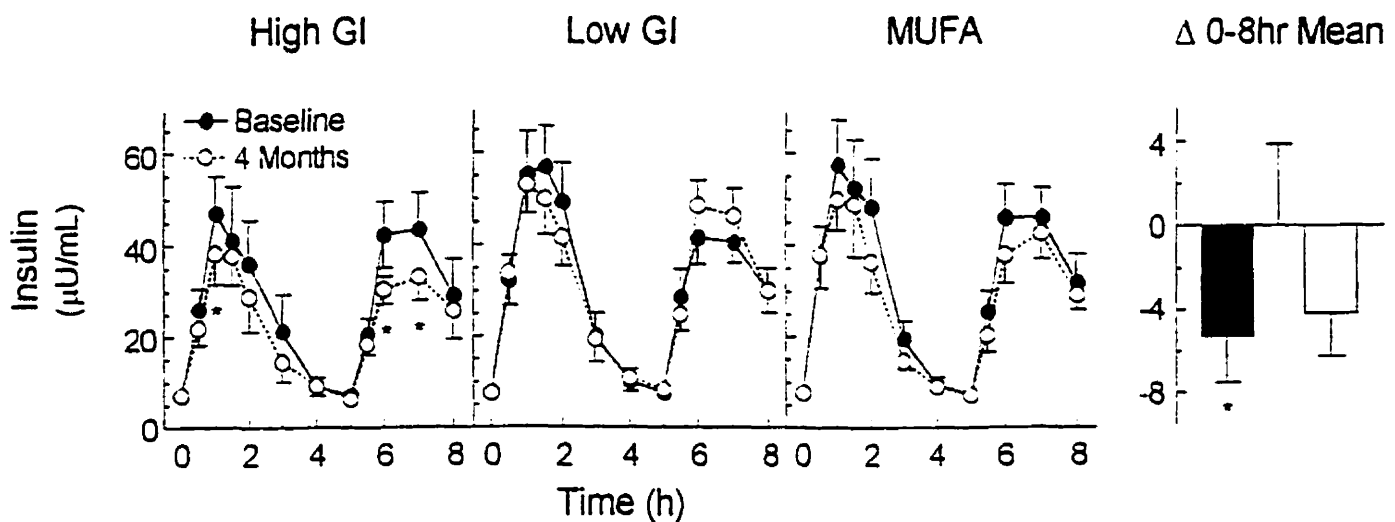 High GI
Low GI
MUFA
Δ 0-8hr Mean
Baseline
4 Months
Insulin
(µU/mL)
60
40
20
0
*
*
*
0 2 4 6 8
0 2 4 6 8
0 2 4 6 8
Time (h)
4
0
-4
-8
*